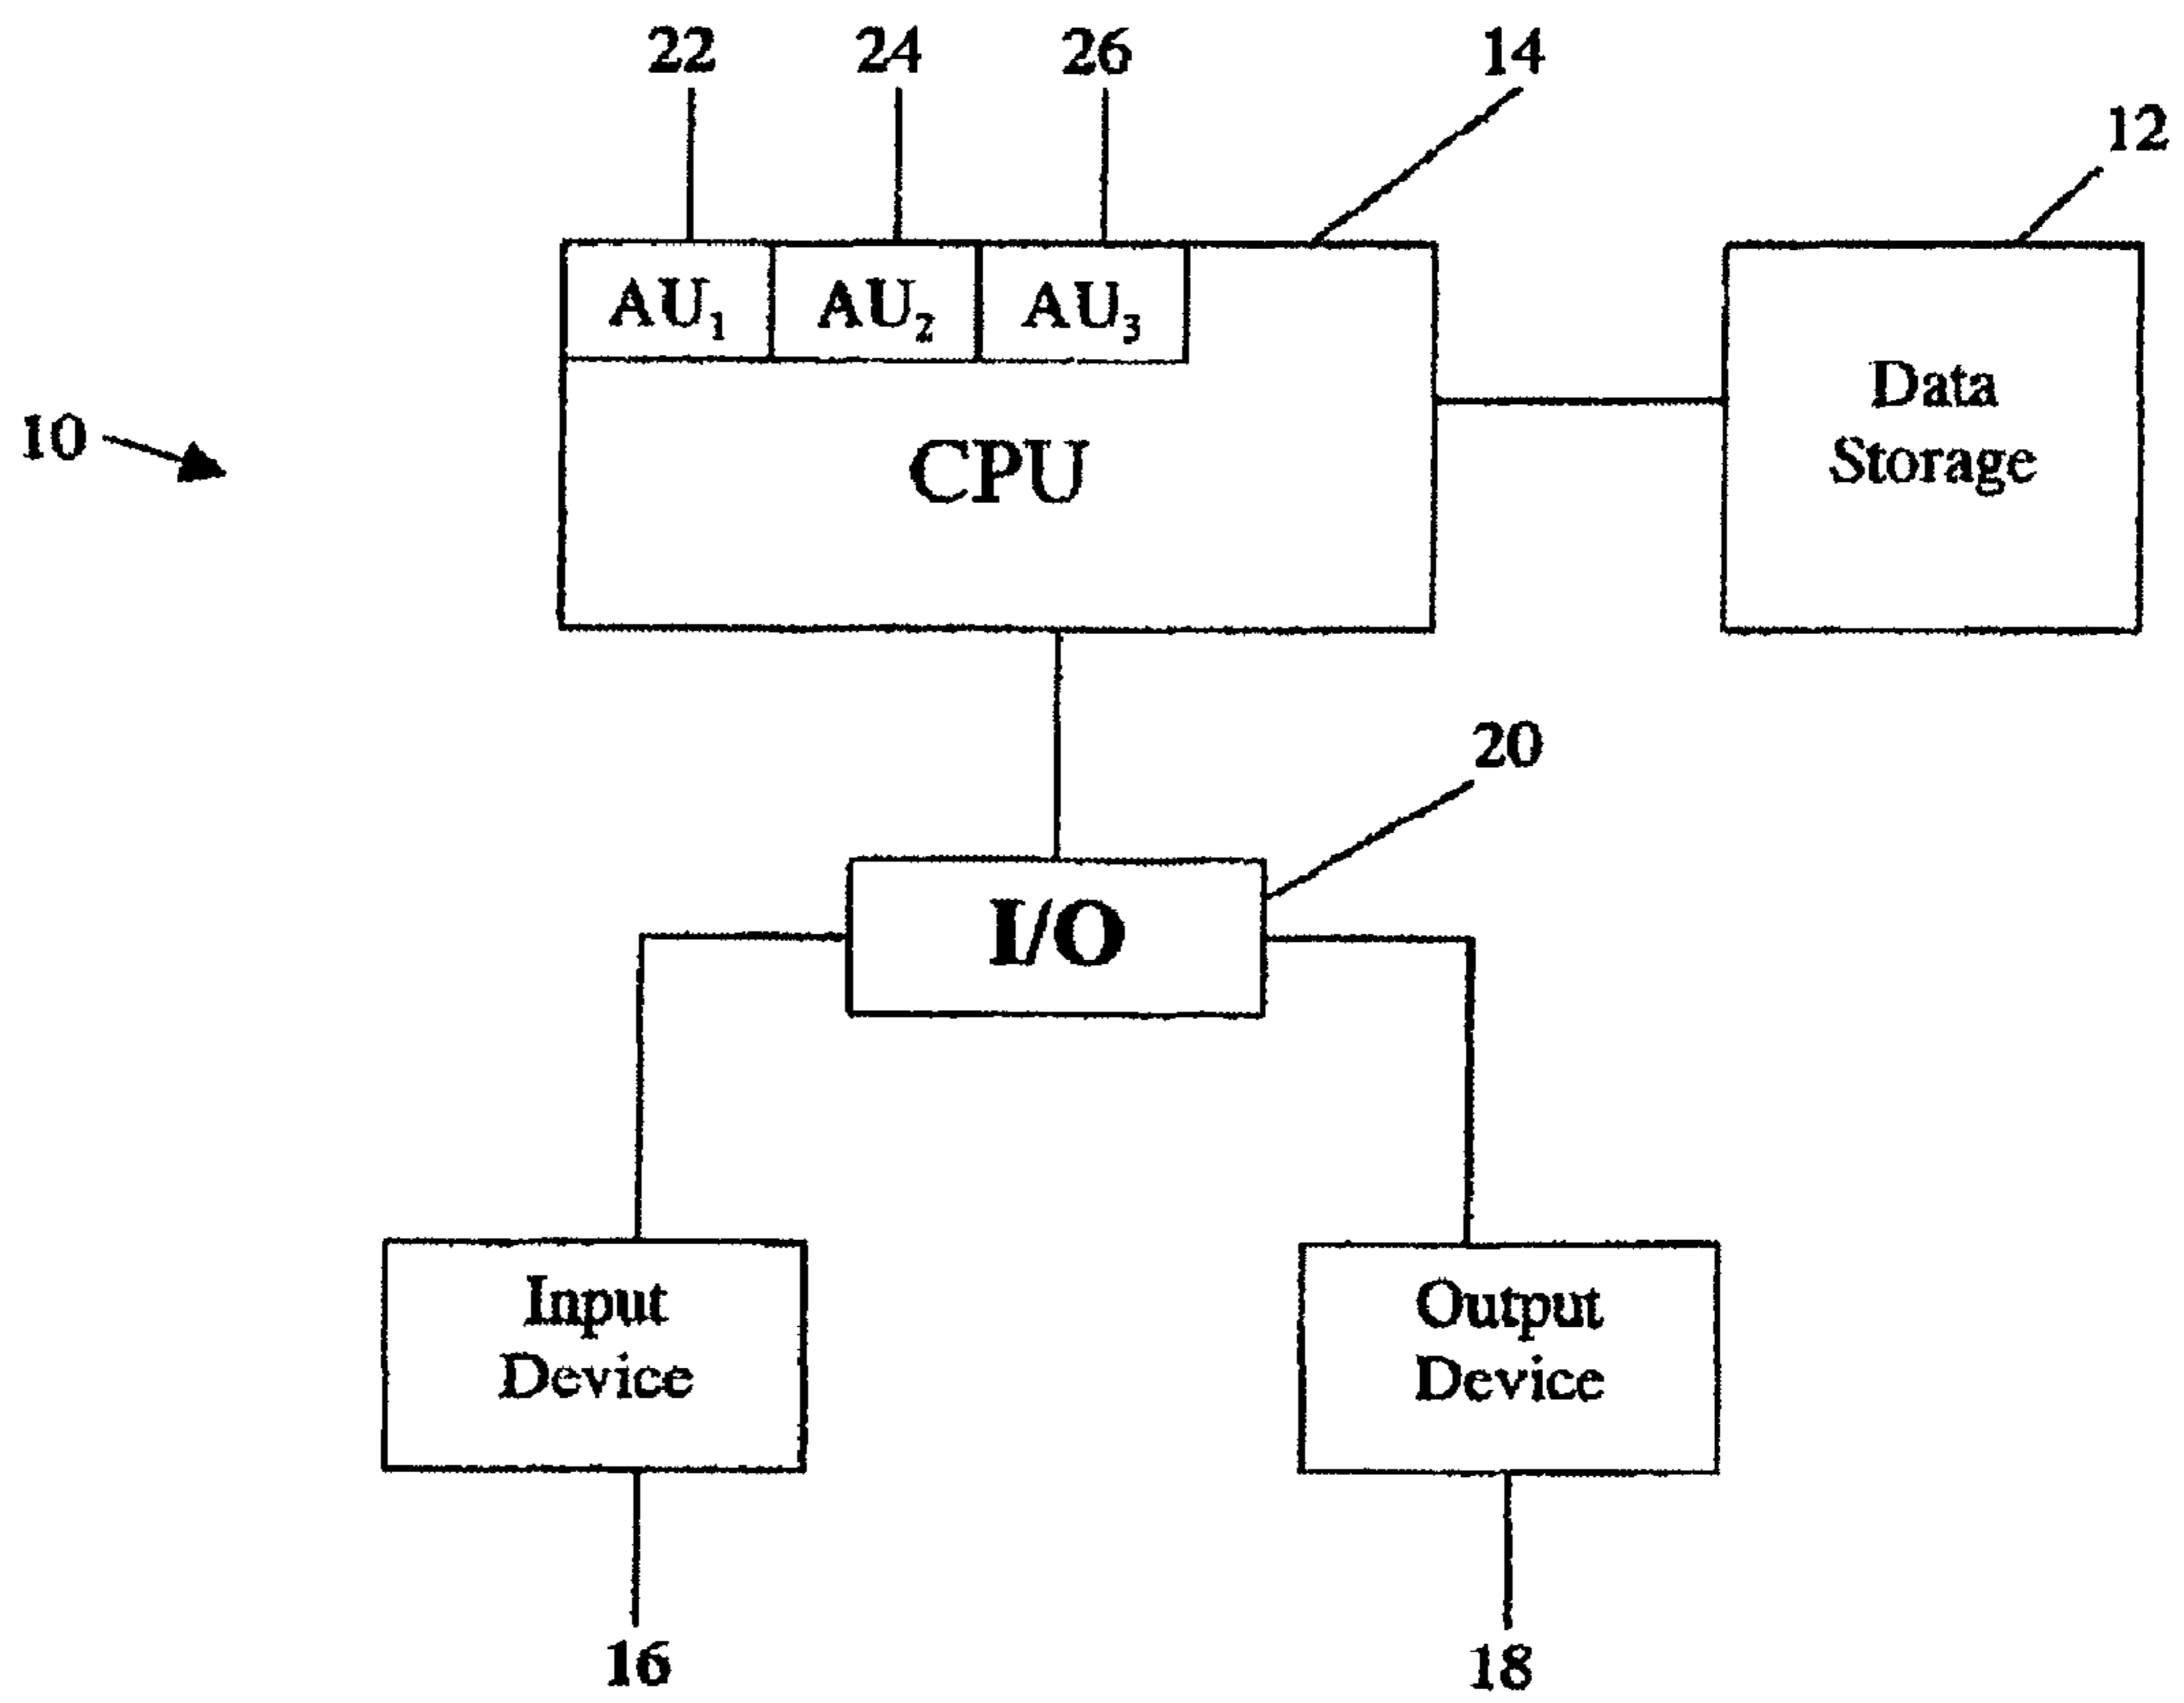 22 24 26 14
12
AU1 AU2 AU3
Data
Storage
10
CPU
20
I/O
Input
Device
Output
Device
16 18